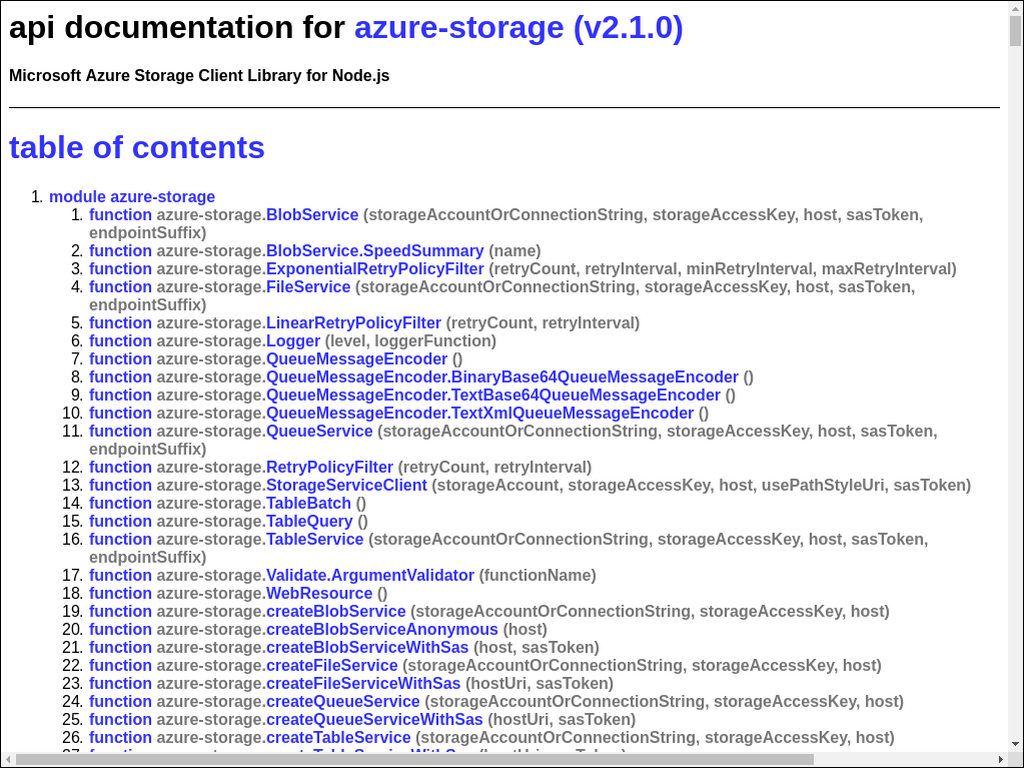 api documentation for azure-storage (v2.1.0)
Microsoft Azure Storage Client Library for Node.js
table of contents
1. module azure-storage
1. function azure-storage.BlobService (storageAccountOrConnectionString, storageAccessKey, host, sasToken,
endpointSuffix)
2. function azure-storage.BlobService.SpeedSummary (name)
3. function azure-storage.ExponentialRetryPolicyFilter (retryCount, retryInterval, minRetryInterval, maxRetryInterval)
4. function azure-storage.FileService (storageAccountOrConnectionString, storageAccessKey, host, sasToken,
endpointSuffix)
5. function azure-storage.LinearRetryPolicyFilter (retryCount, retryInterval)
6. function azure-storage.Logger (level, loggerFunction)
7. function azure-storage.QueueMessageEncoder ()
8. function azure-storage.QueueMessageEncoder.BinaryBase64QueueMessageEncoder ()
9. function azure-storage.QueueMessageEncoder.TextBase64QueueMessageEncoder ()
10. function azure-storage.QueueMessageEncoder.TextXmlQueueMessageEncoder ()
11. function azure-storage.QueueService (storageAccountOrConnectionString, storageAccessKey, host, sasToken,
endpointSuffix)
12. function azure-storage.RetryPolicyFilter (retryCount, retryInterval)
13. function azure-storage.StorageServiceClient (storageAccount, storageAccessKey, host, usePathStyleUri, sasToken)
14. function azure-storage.TableBatch ()
15. function azure-storage.TableQuery ()
16. function azure-storage.TableService (storageAccountOrConnectionString, storageAccessKey, host, sasToken,
endpointSuffix)
17. function azure-storage.Validate.ArgumentValidator (functionName)
18. function azure-storage.WebResource ()
19. function azure-storage.createBlobService (storageAccountOrConnectionString, storageAccessKey, host)
20. function azure-storage.createBlobServiceAnonymous (host)
21. function azure-storage.createBlobServiceWithSas (host, sasToken)
22. function azure-storage.createFileService (storageAccountOrConnectionString, storageAccessKey, host)
23. function azure-storage.createFileServiceWithSas (hostUri, sasToken)
24. function azure-storage.createQueueService (storageAccountOrConnectionString, storageAccessKey, host)
25. function azure-storage.createQueueServiceWithSas (hostUri, sasToken)
26. function azure-storage.createTableService (storageAccountOrConnectionString, storageAccessKey, host)